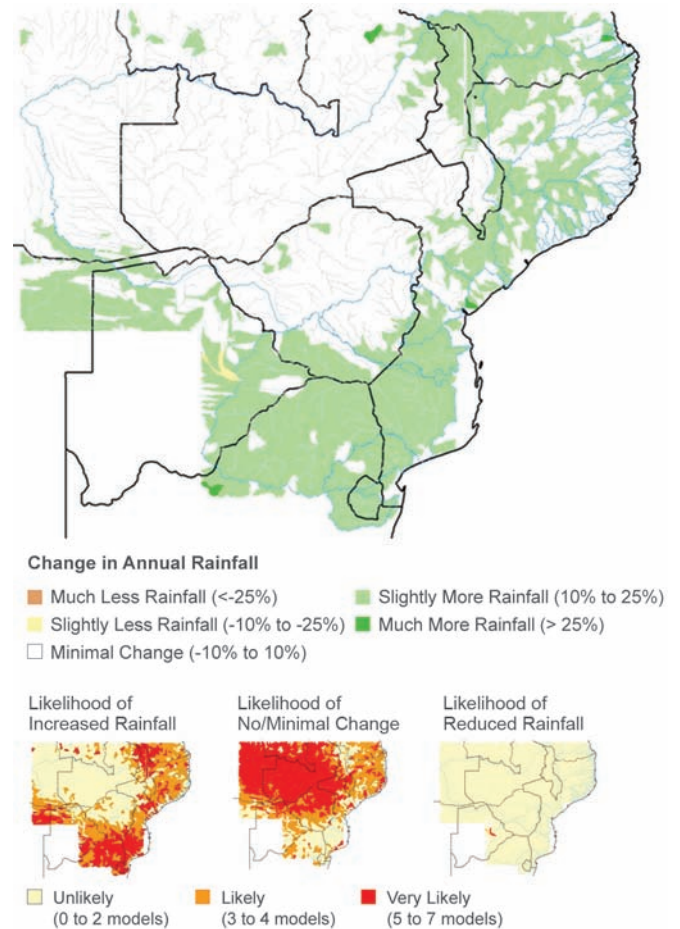 Change in Annual Rainfall
Much Less Rainfall (<-25%)
Slightly More Rainfall (10% to 25%)
Slightly Less Rainfall (-10% to -25%)
Much More Rainfall (> 25%)
Minimal Change (-10% to 10%)
Likelihood of
Increased Rainfall
Likelihood of
No/Minimal Change
Likelihood of
Reduced Rainfall
Unlikely
(0 to 2 models)
Likely
(3 to 4 models)
Very Likely
(5 to 7 models)